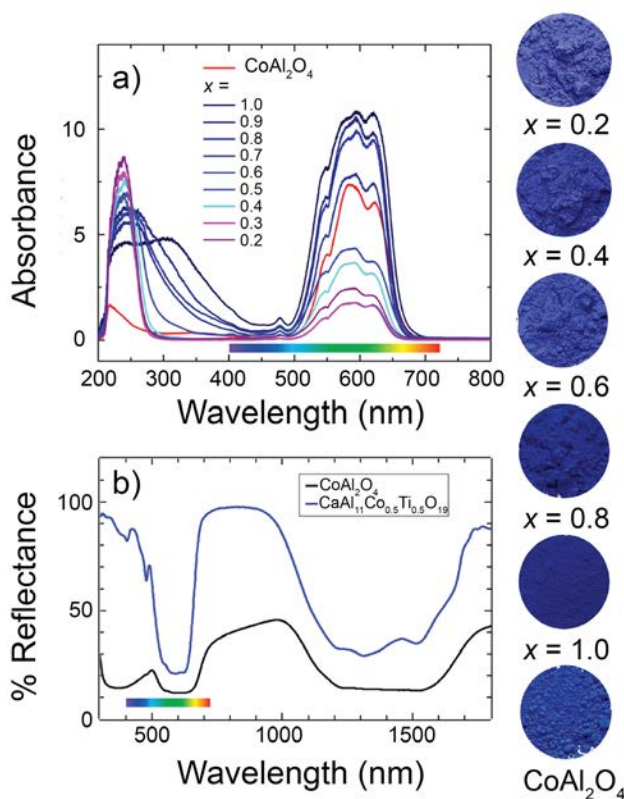 a)
CoAl₂O₄
x =
1.0
0.9
0.8
0.7
0.6
0.5
0.4
0.3
0.2
Absorbance
10
5
0
200 300 400 500 600 700 800
Wavelength (nm)
b)
CoAl₂O₄
CaAl₁₁Co₀.₅Ti₀.₅O₁₉
% Reflectance
100
50
0
500 1000 1500
Wavelength (nm)
x = 0.2
x = 0.4
x = 0.6
x = 0.8
x = 1.0
CoAl₂O₄